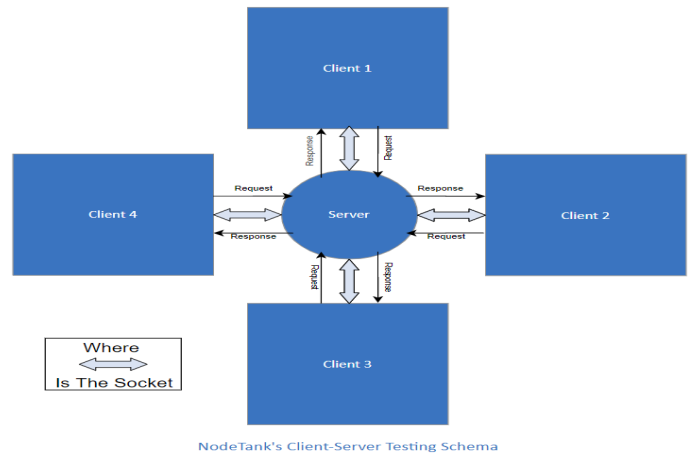 Client 1
Response
Request
Client 4
Request
Response
Server
Response
Request
Client 2
Request
Response
Client 3
Where
Is The Socket
NodeTank's Client-Server Testing Schema